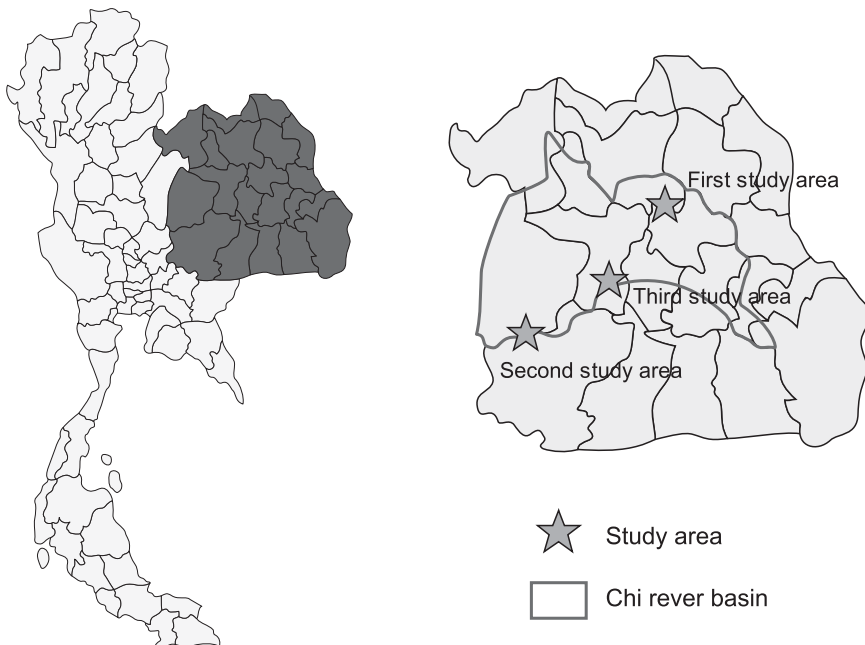 First study area
Third study area
Second study area
Study area
Chi rever basin